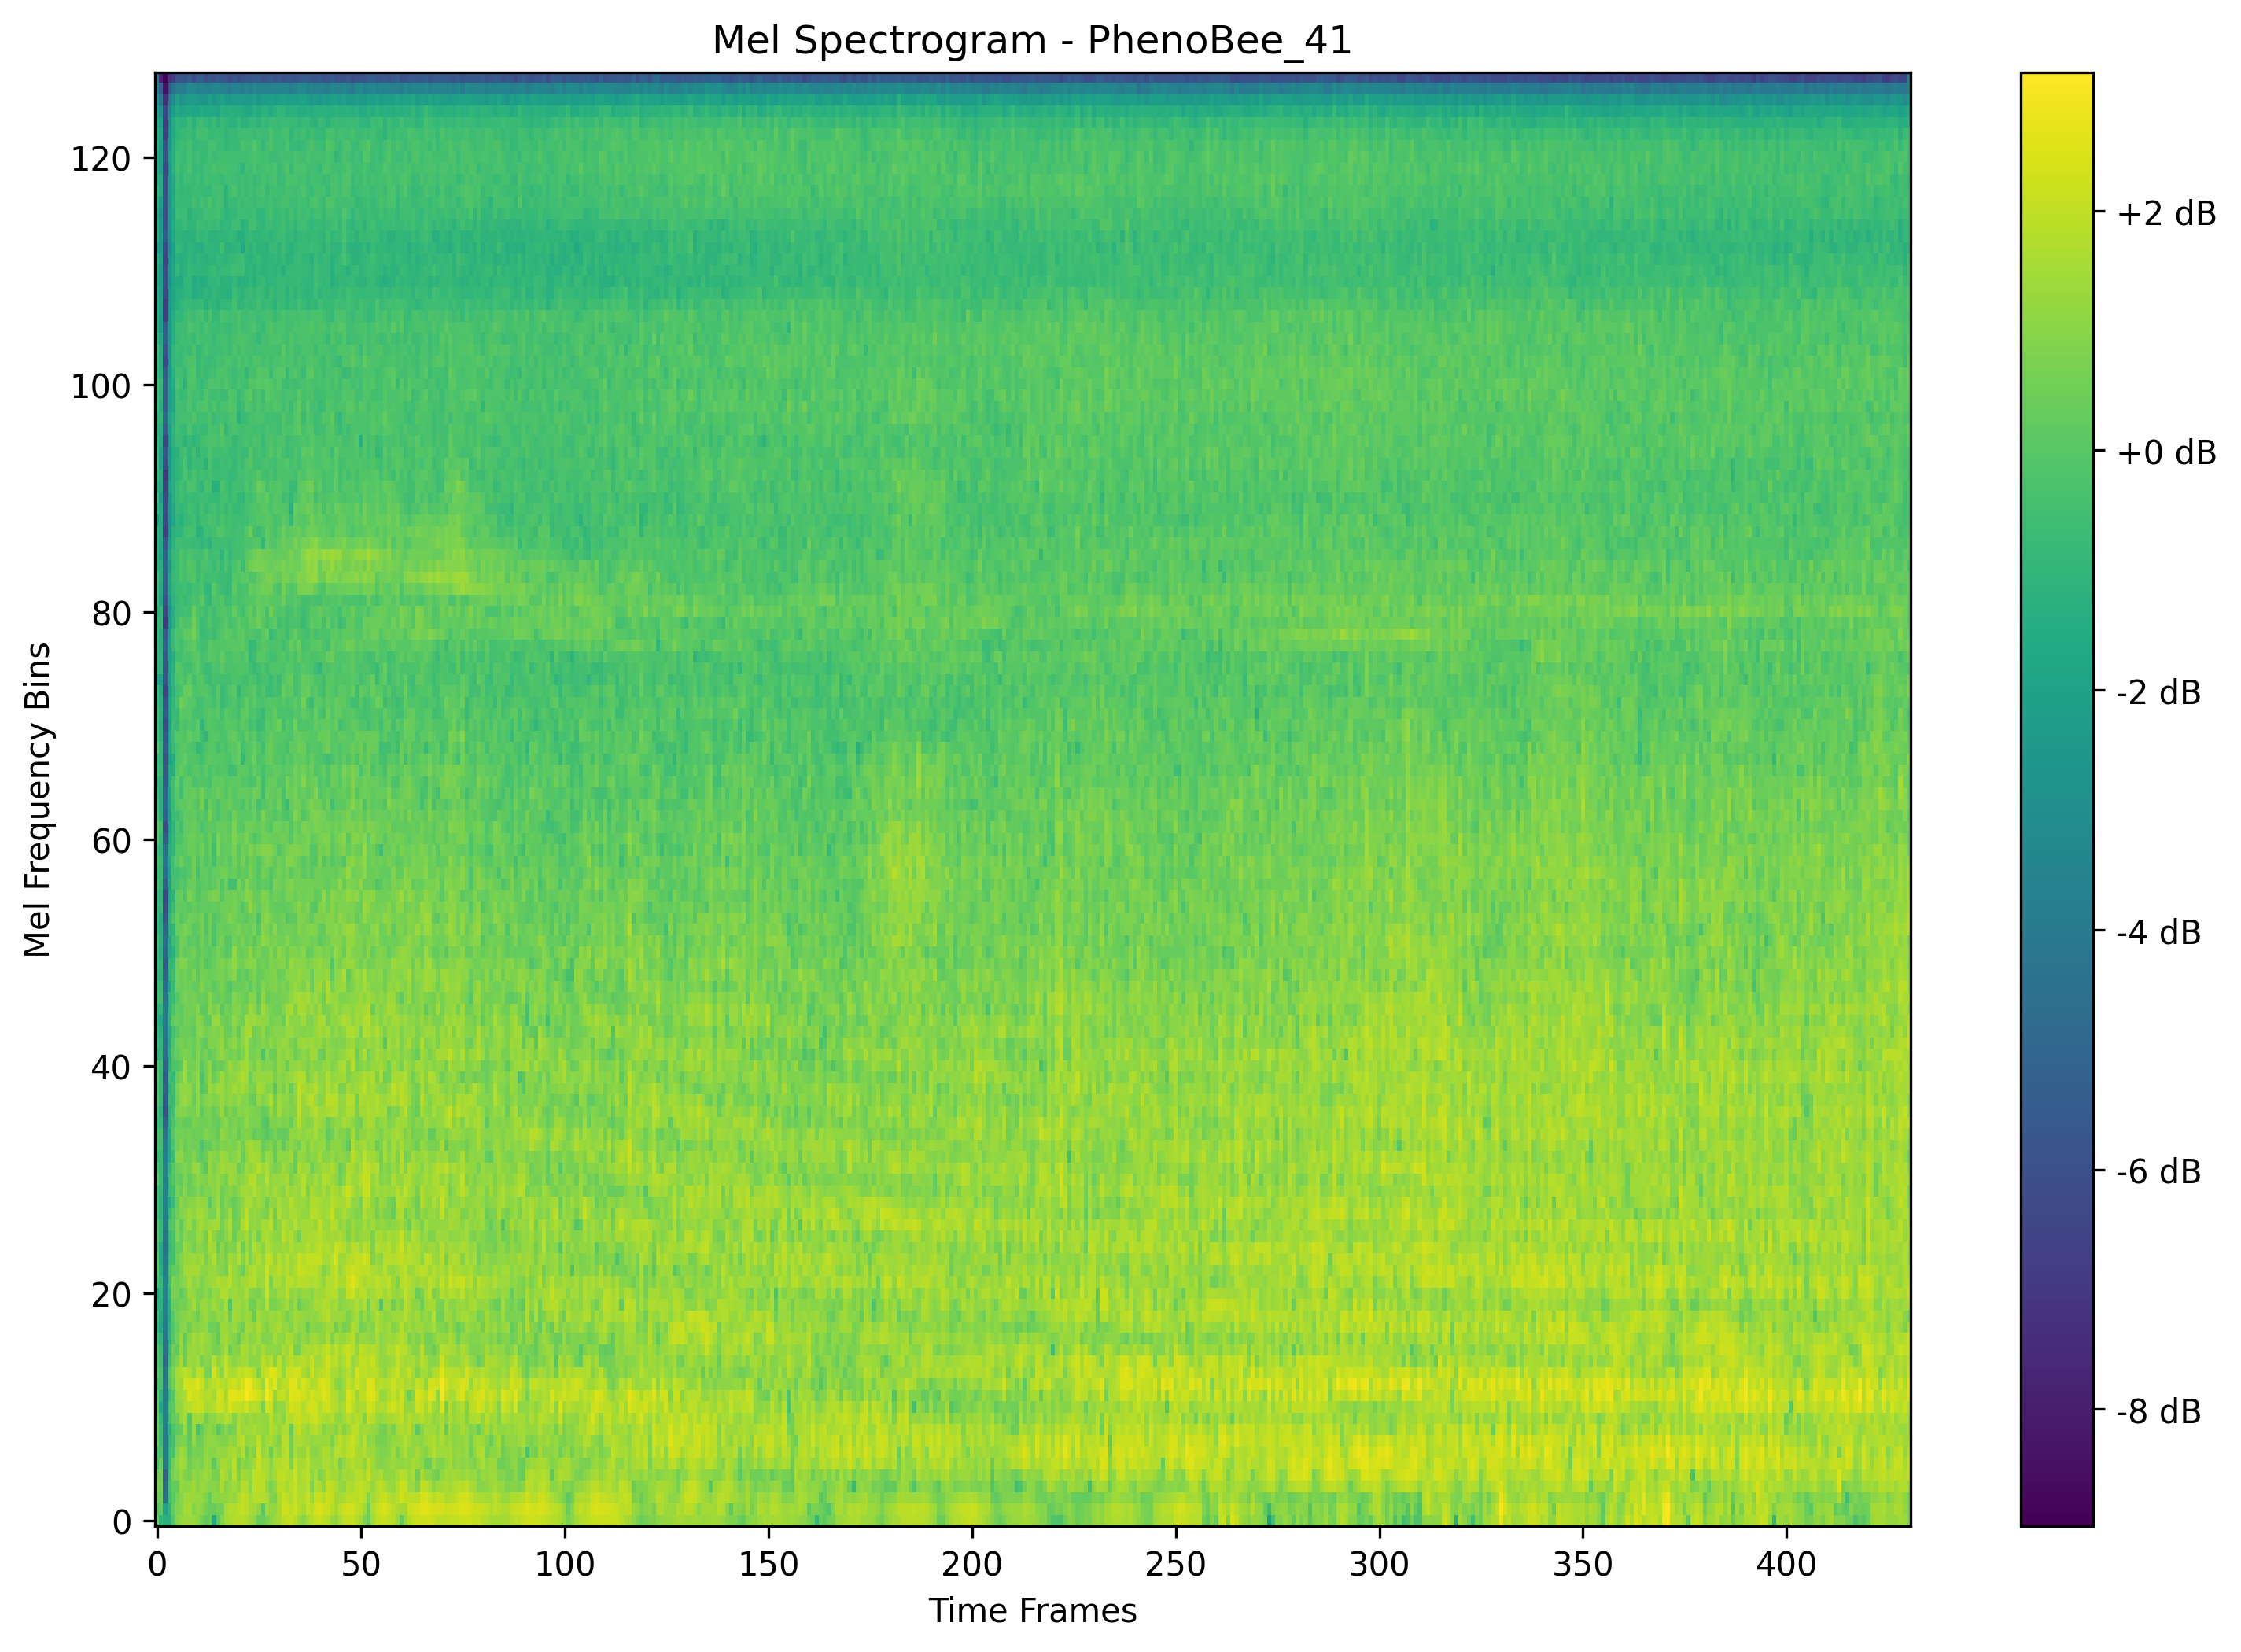 Mel Spectrogram - PhenoBee_41
Mel Frequency Bins
120
100
80
60
40
20
0
0 50 100 150 200 250 300 350 400
Time Frames
+2 dB
+0 dB
-2 dB
-4 dB
-6 dB
-8 dB